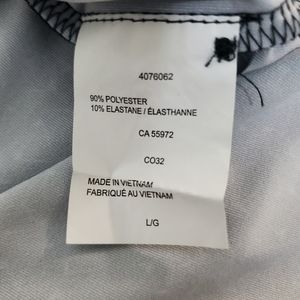 4076062
90% POLYESTER
10% ELASTANE / ÉLASTHANNE
CA 55972
CO32
MADE IN VIETNAM
FABRIQUÉ AU VIETNAM
L/G